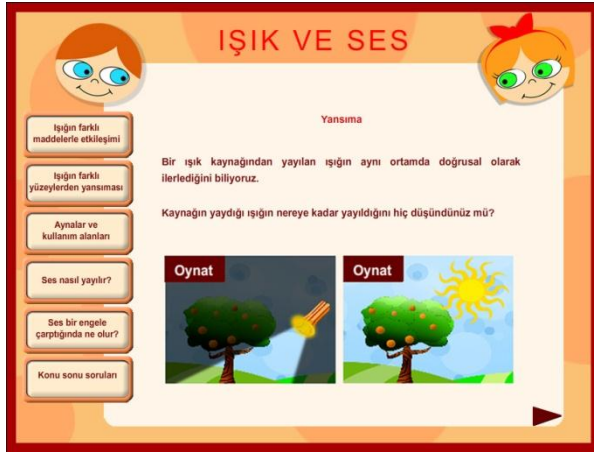 IŞIK VE SES
Işığın farklı
maddelerle etkileşimi
Işığın farklı
yüzeylerden yansıması
Aynalar ve
kullanım alanları
Ses nasıl yayılır?
Ses bir engele
çarptığında ne olur?
Konu sonu soruları
Yansıma
Bir ışık kaynağından yayılan ışığın aynı ortamda doğrusal olarak
ilerlediğini biliyoruz.
Kaynağın yaydığı ışığın nereye kadar yayıldığını hiç düşündünüz mü?
Oynat
Oynat